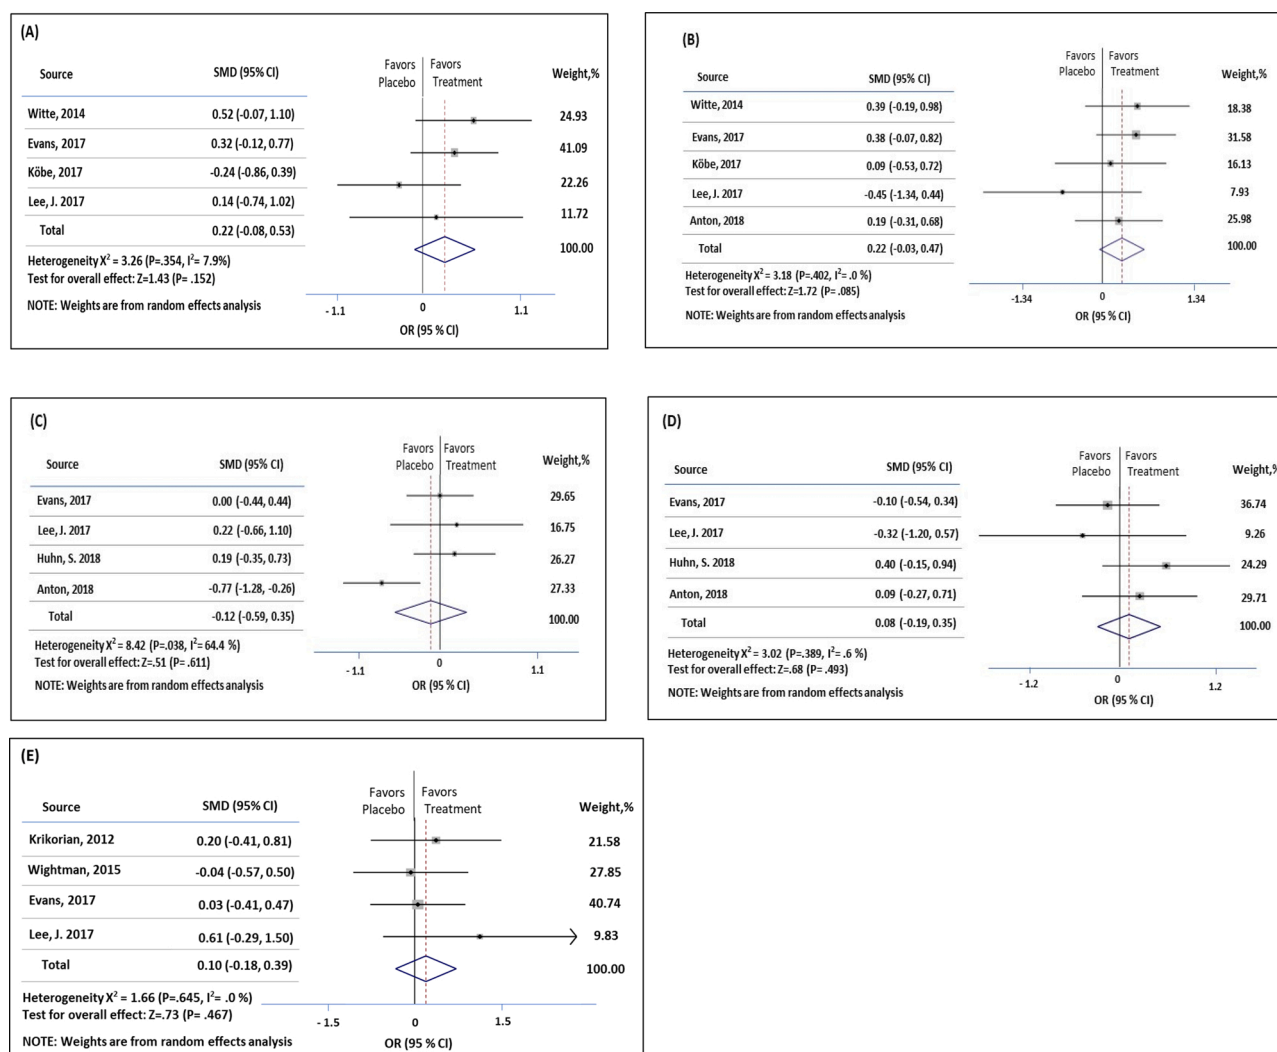 (A)
Source SMD (95% CI) Favors Placebo Favors Treatment Weight,%
Witte, 2014 0.52 (-0.07, 1.10) 24.93
Evans, 2017 0.32 (-0.12, 0.77) 41.09
Köbe, 2017 -0.24 (-0.86, 0.39) 22.26
Lee, J. 2017 0.14 (-0.74, 1.02) 11.72
Total 0.22 (-0.08, 0.53) 100.00
Heterogeneity X² = 3.26 (P=.354, I²= 7.9%)
Test for overall effect: Z=1.43 (P= .152)
NOTE: Weights are from random effects analysis
- 1.1 0 1.1
OR (95 % CI)
(B)
Source SMD (95% CI) Favors Placebo Favors Treatment Weight,%
Witte, 2014 0.39 (-0.19, 0.98) 18.38
Evans, 2017 0.38 (-0.07, 0.82) 31.58
Köbe, 2017 0.09 (-0.53, 0.72) 16.13
Lee, J. 2017 -0.45 (-1.34, 0.44) 7.93
Anton, 2018 0.19 (-0.31, 0.68) 25.98
Total 0.22 (-0.03, 0.47) 100.00
Heterogeneity X² = 3.18 (P=.402, I²= .0 %)
Test for overall effect: Z=1.72 (P= .085)
NOTE: Weights are from random effects analysis
-1.34 0 1.34
OR (95 % CI)
(C)
Source SMD (95% CI) Favors Placebo Favors Treatment Weight,%
Evans, 2017 0.00 (-0.44, 0.44) 29.65
Lee, J. 2017 0.22 (-0.66, 1.10) 16.75
Huhn, S. 2018 0.19 (-0.35, 0.73) 26.27
Anton, 2018 -0.77 (-1.28, -0.26) 27.33
Total -0.12 (-0.59, 0.35) 100.00
Heterogeneity X² = 8.42 (P=.038, I²= 64.4 %)
Test for overall effect: Z=.51 (P= .611)
NOTE: Weights are from random effects analysis
- 1.1 0 1.1
OR (95 % CI)
(D)
Source SMD (95% CI) Favors Placebo Favors Treatment Weight,%
Evans, 2017 -0.10 (-0.54, 0.34) 36.74
Lee, J. 2017 -0.32 (-1.20, 0.57) 9.26
Huhn, S. 2018 0.40 (-0.15, 0.94) 24.29
Anton, 2018 0.09 (-0.27, 0.71) 29.71
Total 0.08 (-0.19, 0.35) 100.00
Heterogeneity X² = 3.02 (P=.389, I²= .6 %)
Test for overall effect: Z=.68 (P= .493)
NOTE: Weights are from random effects analysis
- 1.2 0 1.2
OR (95 % CI)
(E)
Source SMD (95% CI) Favors Placebo Favors Treatment Weight,%
Krikorian, 2012 0.20 (-0.41, 0.81) 21.58
Wightman, 2015 -0.04 (-0.57, 0.50) 27.85
Evans, 2017 0.03 (-0.41, 0.47) 40.74
Lee, J. 2017 0.61 (-0.29, 1.50) 9.83
Total 0.10 (-0.18, 0.39) 100.00
Heterogeneity X² = 1.66 (P=.645, I²= .0 %)
Test for overall effect: Z=.73 (P= .467)
NOTE: Weights are from random effects analysis
- 1.5 0 1.5
OR (95 % CI)